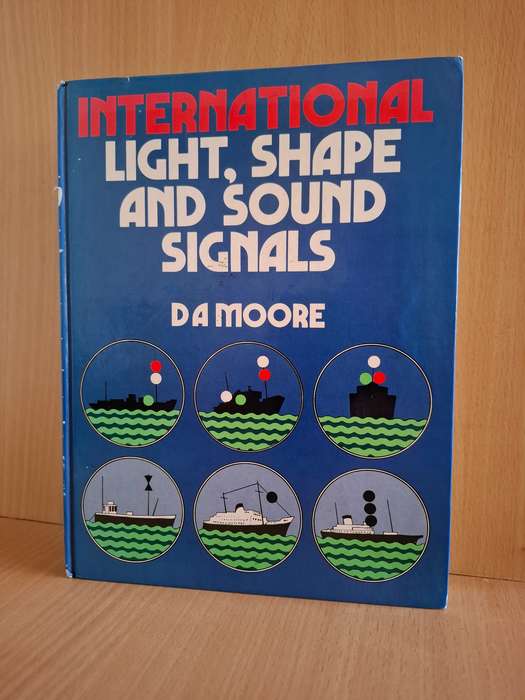 INTERNATIONAL
LIGHT, SHAPE
AND SOUND
SIGNALS
D A MOORE